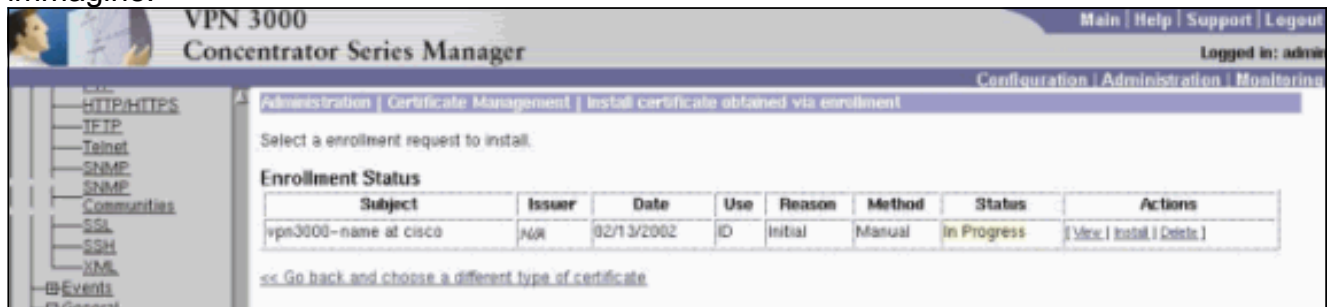 immagine.
VPN 3000
Concentrator Series Manager
Main | Help | Support | Logout
Logged in: admin
Configuration | Administration | Monitoring
HTTP/HTTPS
TFTP
Telnet
SNMP
SNMP
Communities
SSL
SSH
XML
Events
General
Administration | Certificate Management | Install certificate obtained via enrollment
Select a enrollment request to install.
Enrollment Status
Subject Issuer Date Use Reason Method Status Actions
vpn3000-name at cisco N/A 02/13/2002 ID Initial Manual In Progress [ View | Install | Delete ]
<< Go back and choose a different type of certificate